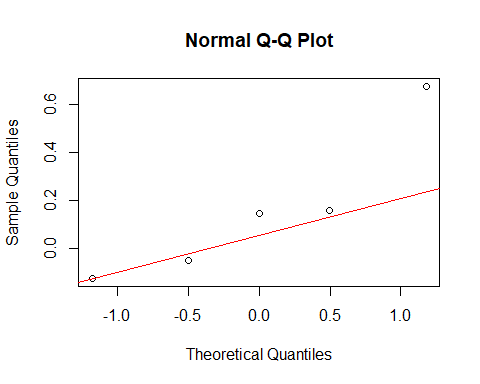 Normal Q-Q Plot
Sample Quantiles
0.6
0.4
0.2
0.0
-1.0 -0.5 0.0 0.5 1.0
Theoretical Quantiles